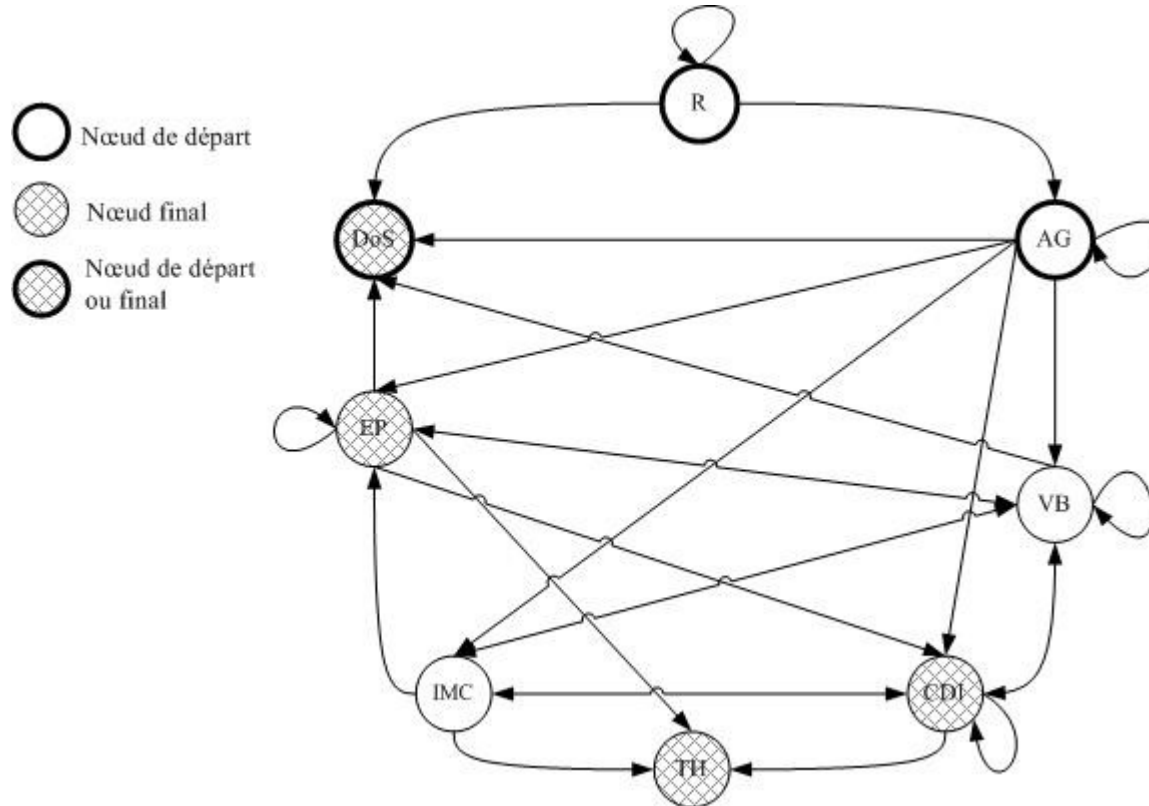 R
Nœud de départ
Nœud final
Nœud de départ
ou final
DoS
AG
EP
VB
IMC
CDI
TH